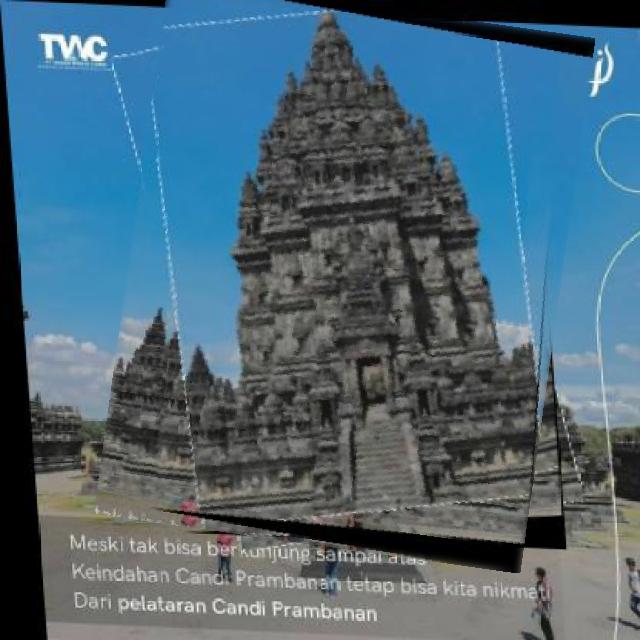 TWC
Meski tak bisa berkunjung sampai atas
Keindahan Candi Prambanan tetap bisa kita nikmati
Dari pelataran Candi Prambanan